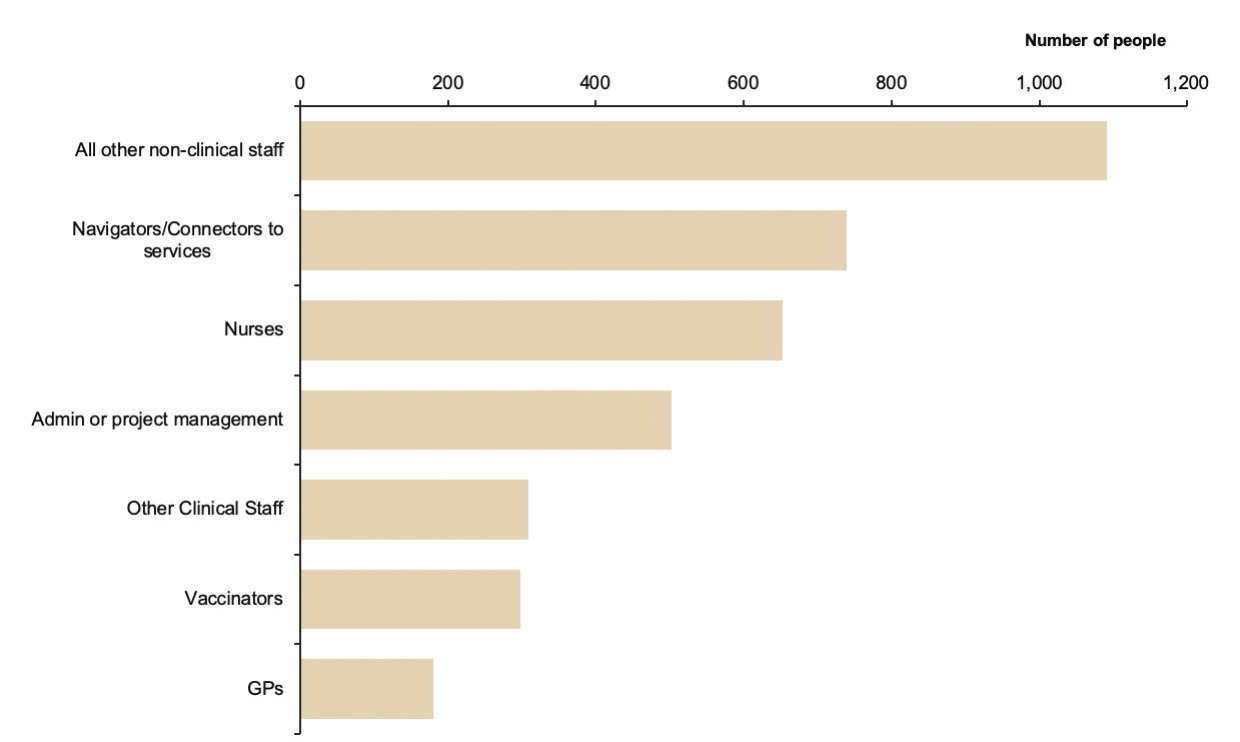 Number of people
0 200 400 600 800 1,000 1,200
All other non-clinical staff
Navigators/Connectors to
services
Nurses
Admin or project management
Other Clinical Staff
Vaccinators
GPs